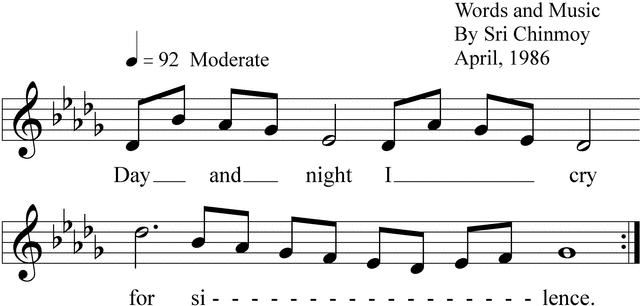 Words and Music
By Sri Chinmoy
April, 1986
= 92 Moderate
Day and night I cry
for si - - - - - - - - - - - - - - - - - lence.